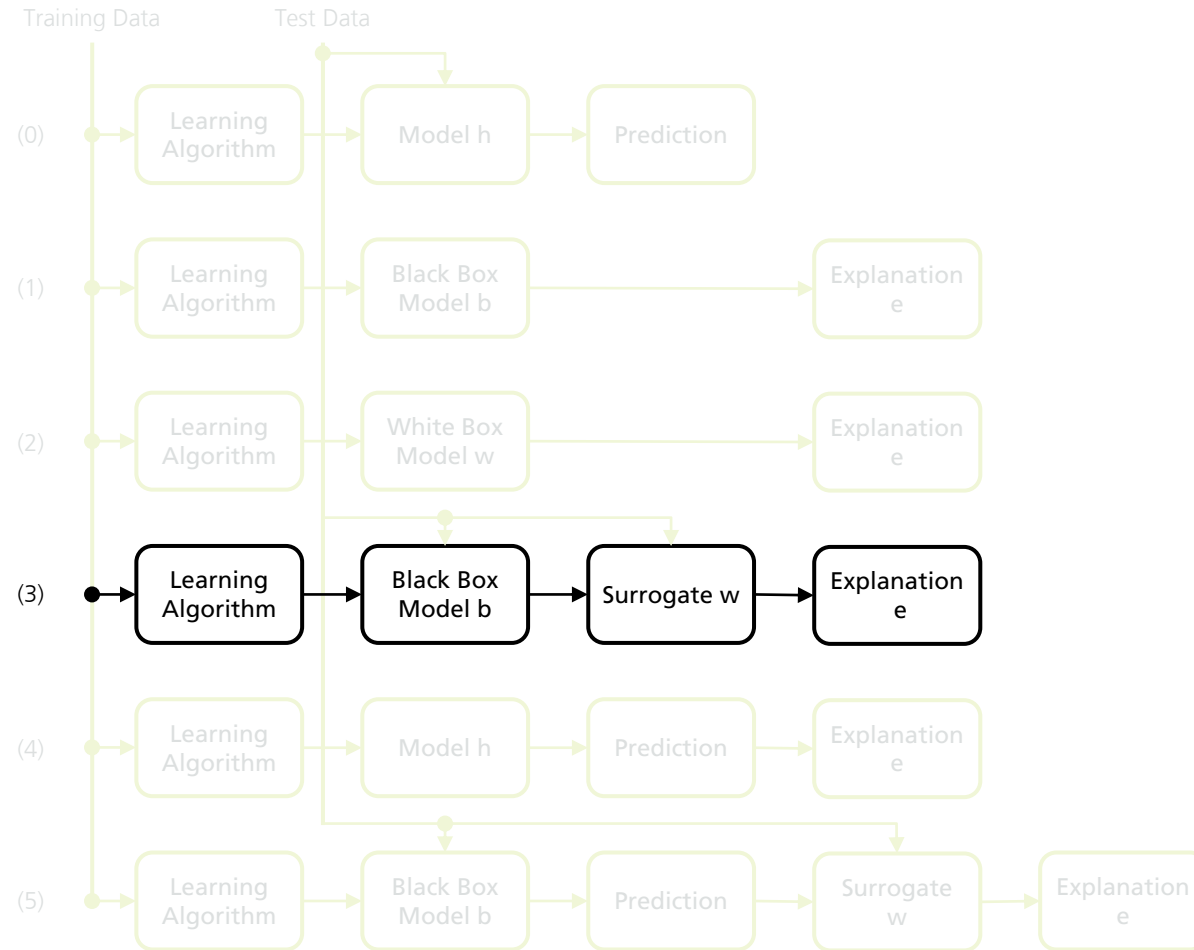 Training Data
Test Data
(0)
Learning
Algorithm
Model h
Prediction
(1)
Learning
Algorithm
Black Box
Model b
Explanation
e
(2)
Learning
Algorithm
White Box
Model w
Explanation
e
(3)
Learning
Algorithm
Black Box
Model b
Surrogate w
Explanation
e
(4)
Learning
Algorithm
Model h
Prediction
Explanation
e
(5)
Learning
Algorithm
Black Box
Model b
Prediction
Surrogate
w
Explanation
e